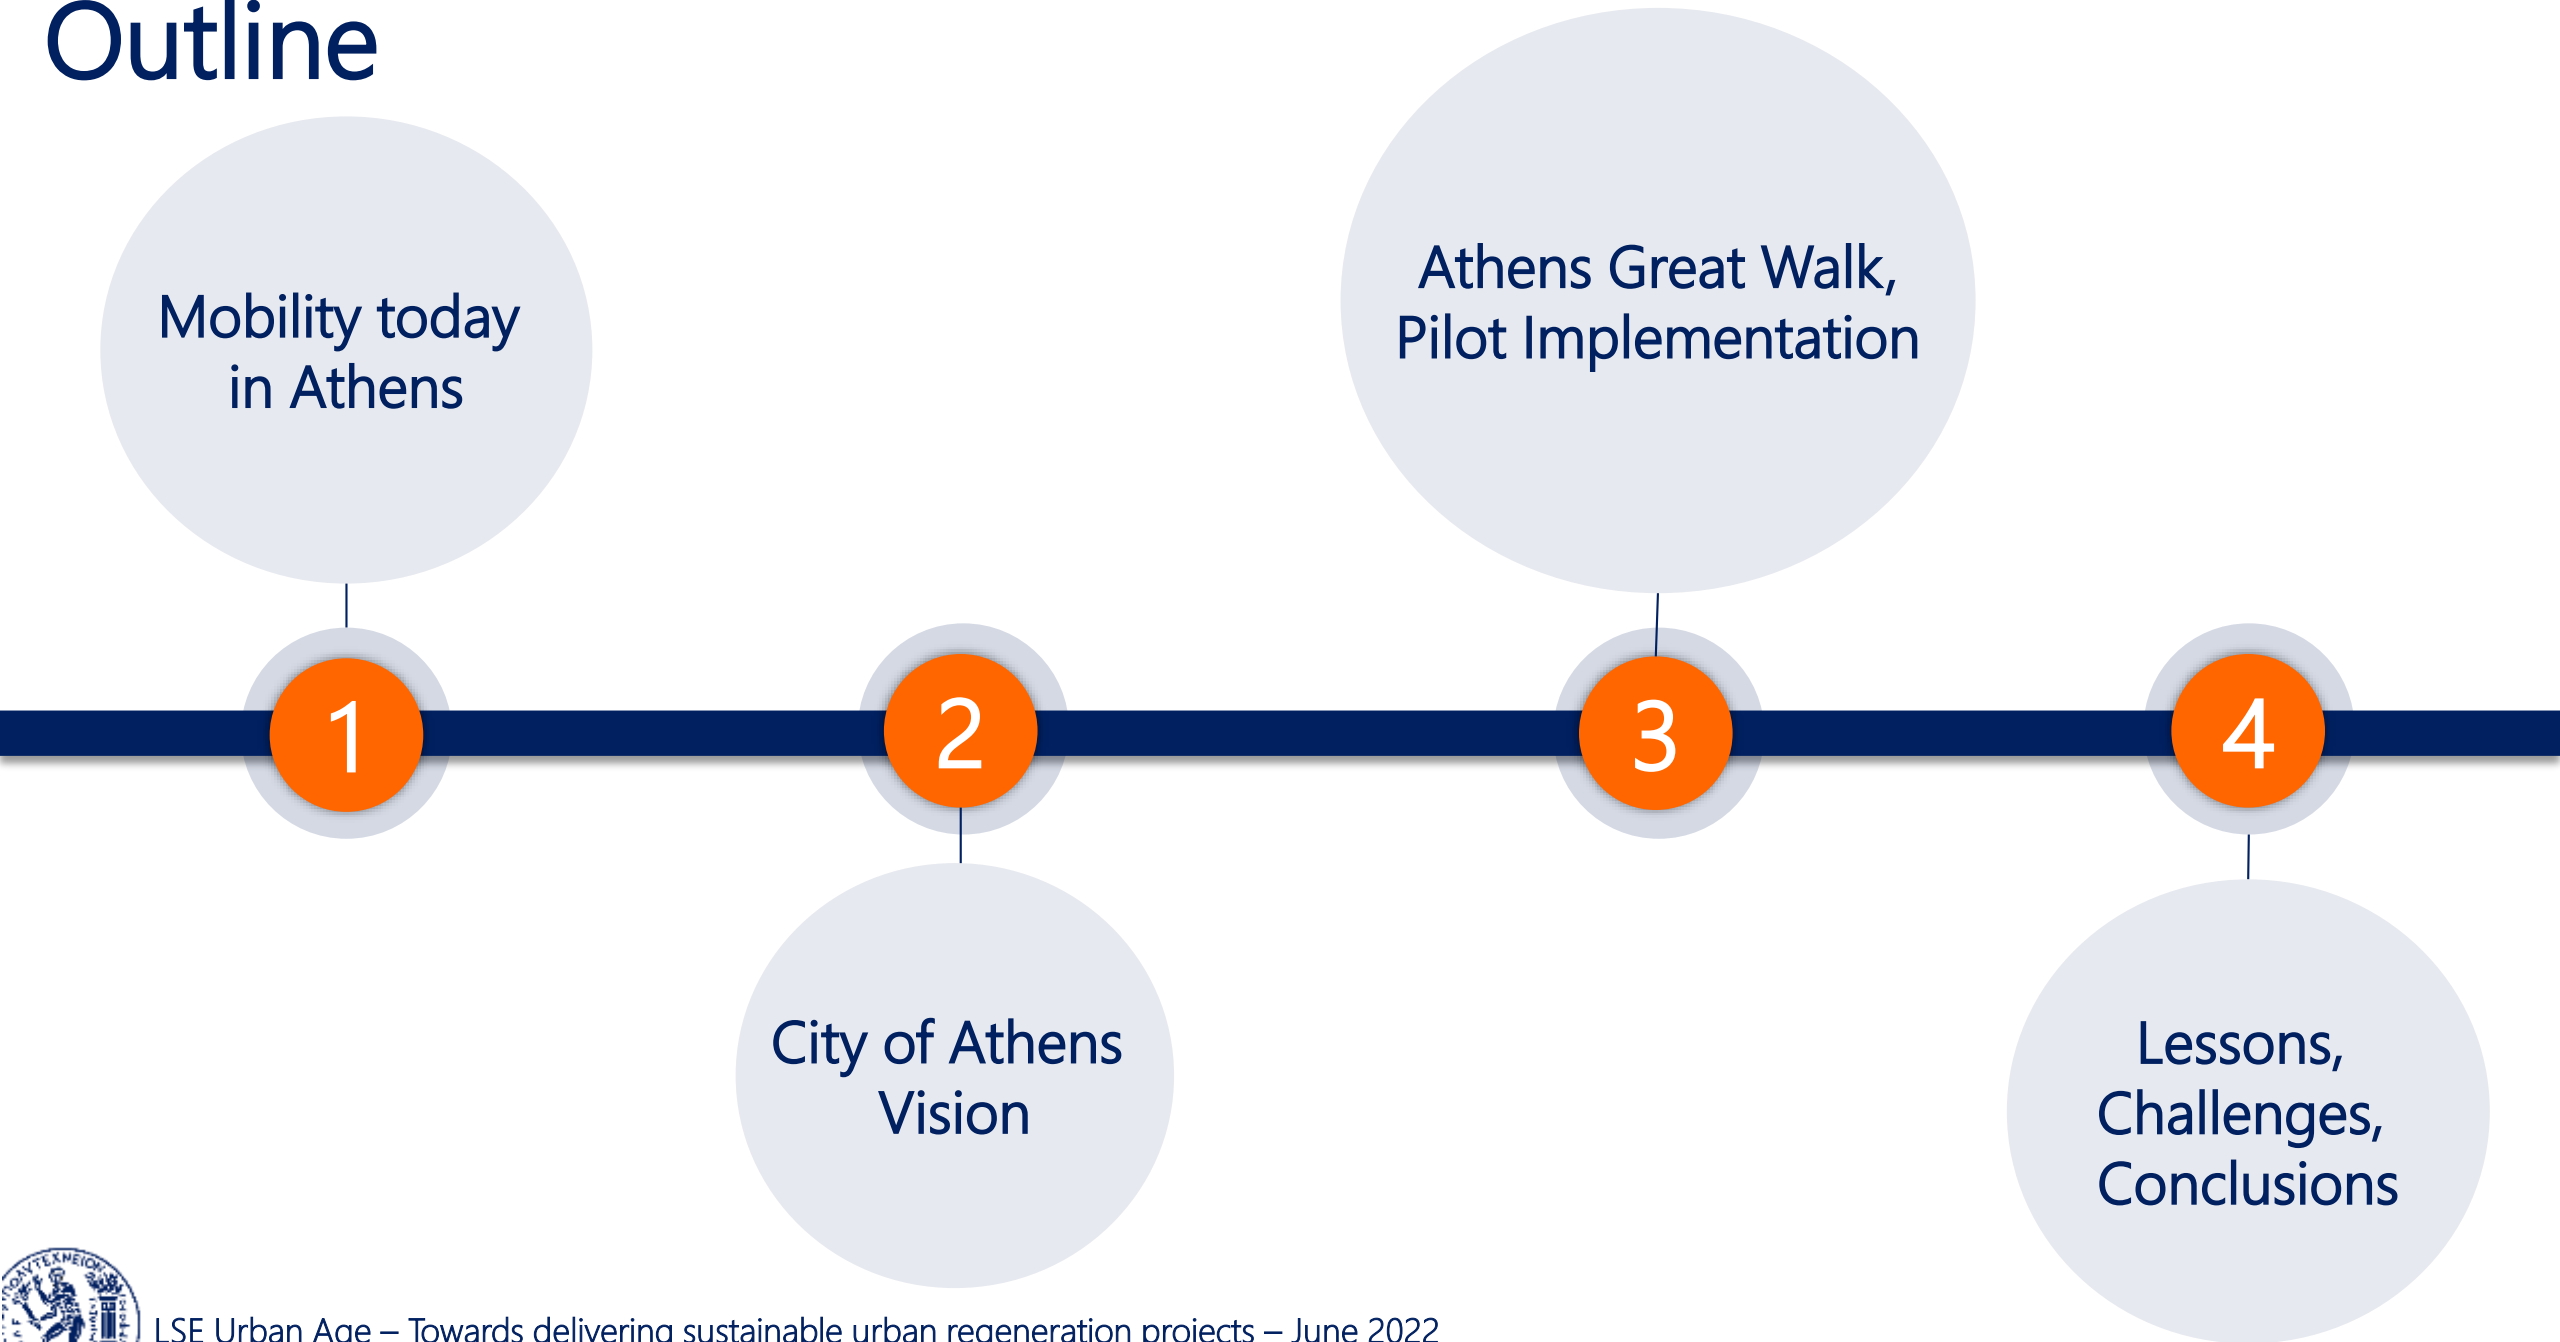 Outline
Mobility today
in Athens
Athens Great Walk,
Pilot Implementation
1
2
3
4
City of Athens
Vision
Lessons,
Challenges,
Conclusions
LSE Urban Age – Towards delivering sustainable urban regeneration projects – June 2022